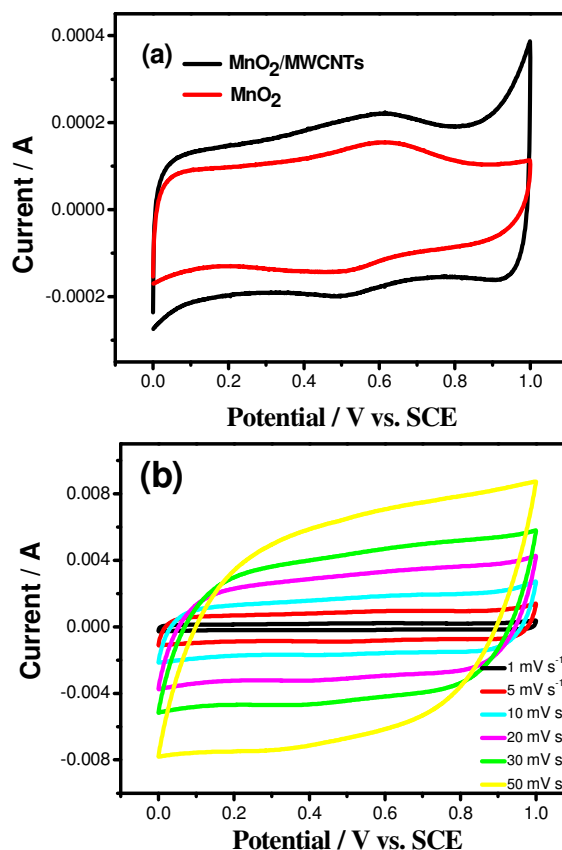 (a)
MnO₂/MWCNTs
MnO₂
0.0004
0.0002
0.0000
-0.0002
Current / A
0.0 0.2 0.4 0.6 0.8 1.0
Potential / V vs. SCE
(b)
0.008
0.004
0.000
-0.004
-0.008
Current / A
1 mV s⁻¹
5 mV s⁻¹
10 mV s
20 mV s
30 mV s
50 mV s
0.0 0.2 0.4 0.6 0.8 1.0
Potential / V vs. SCE